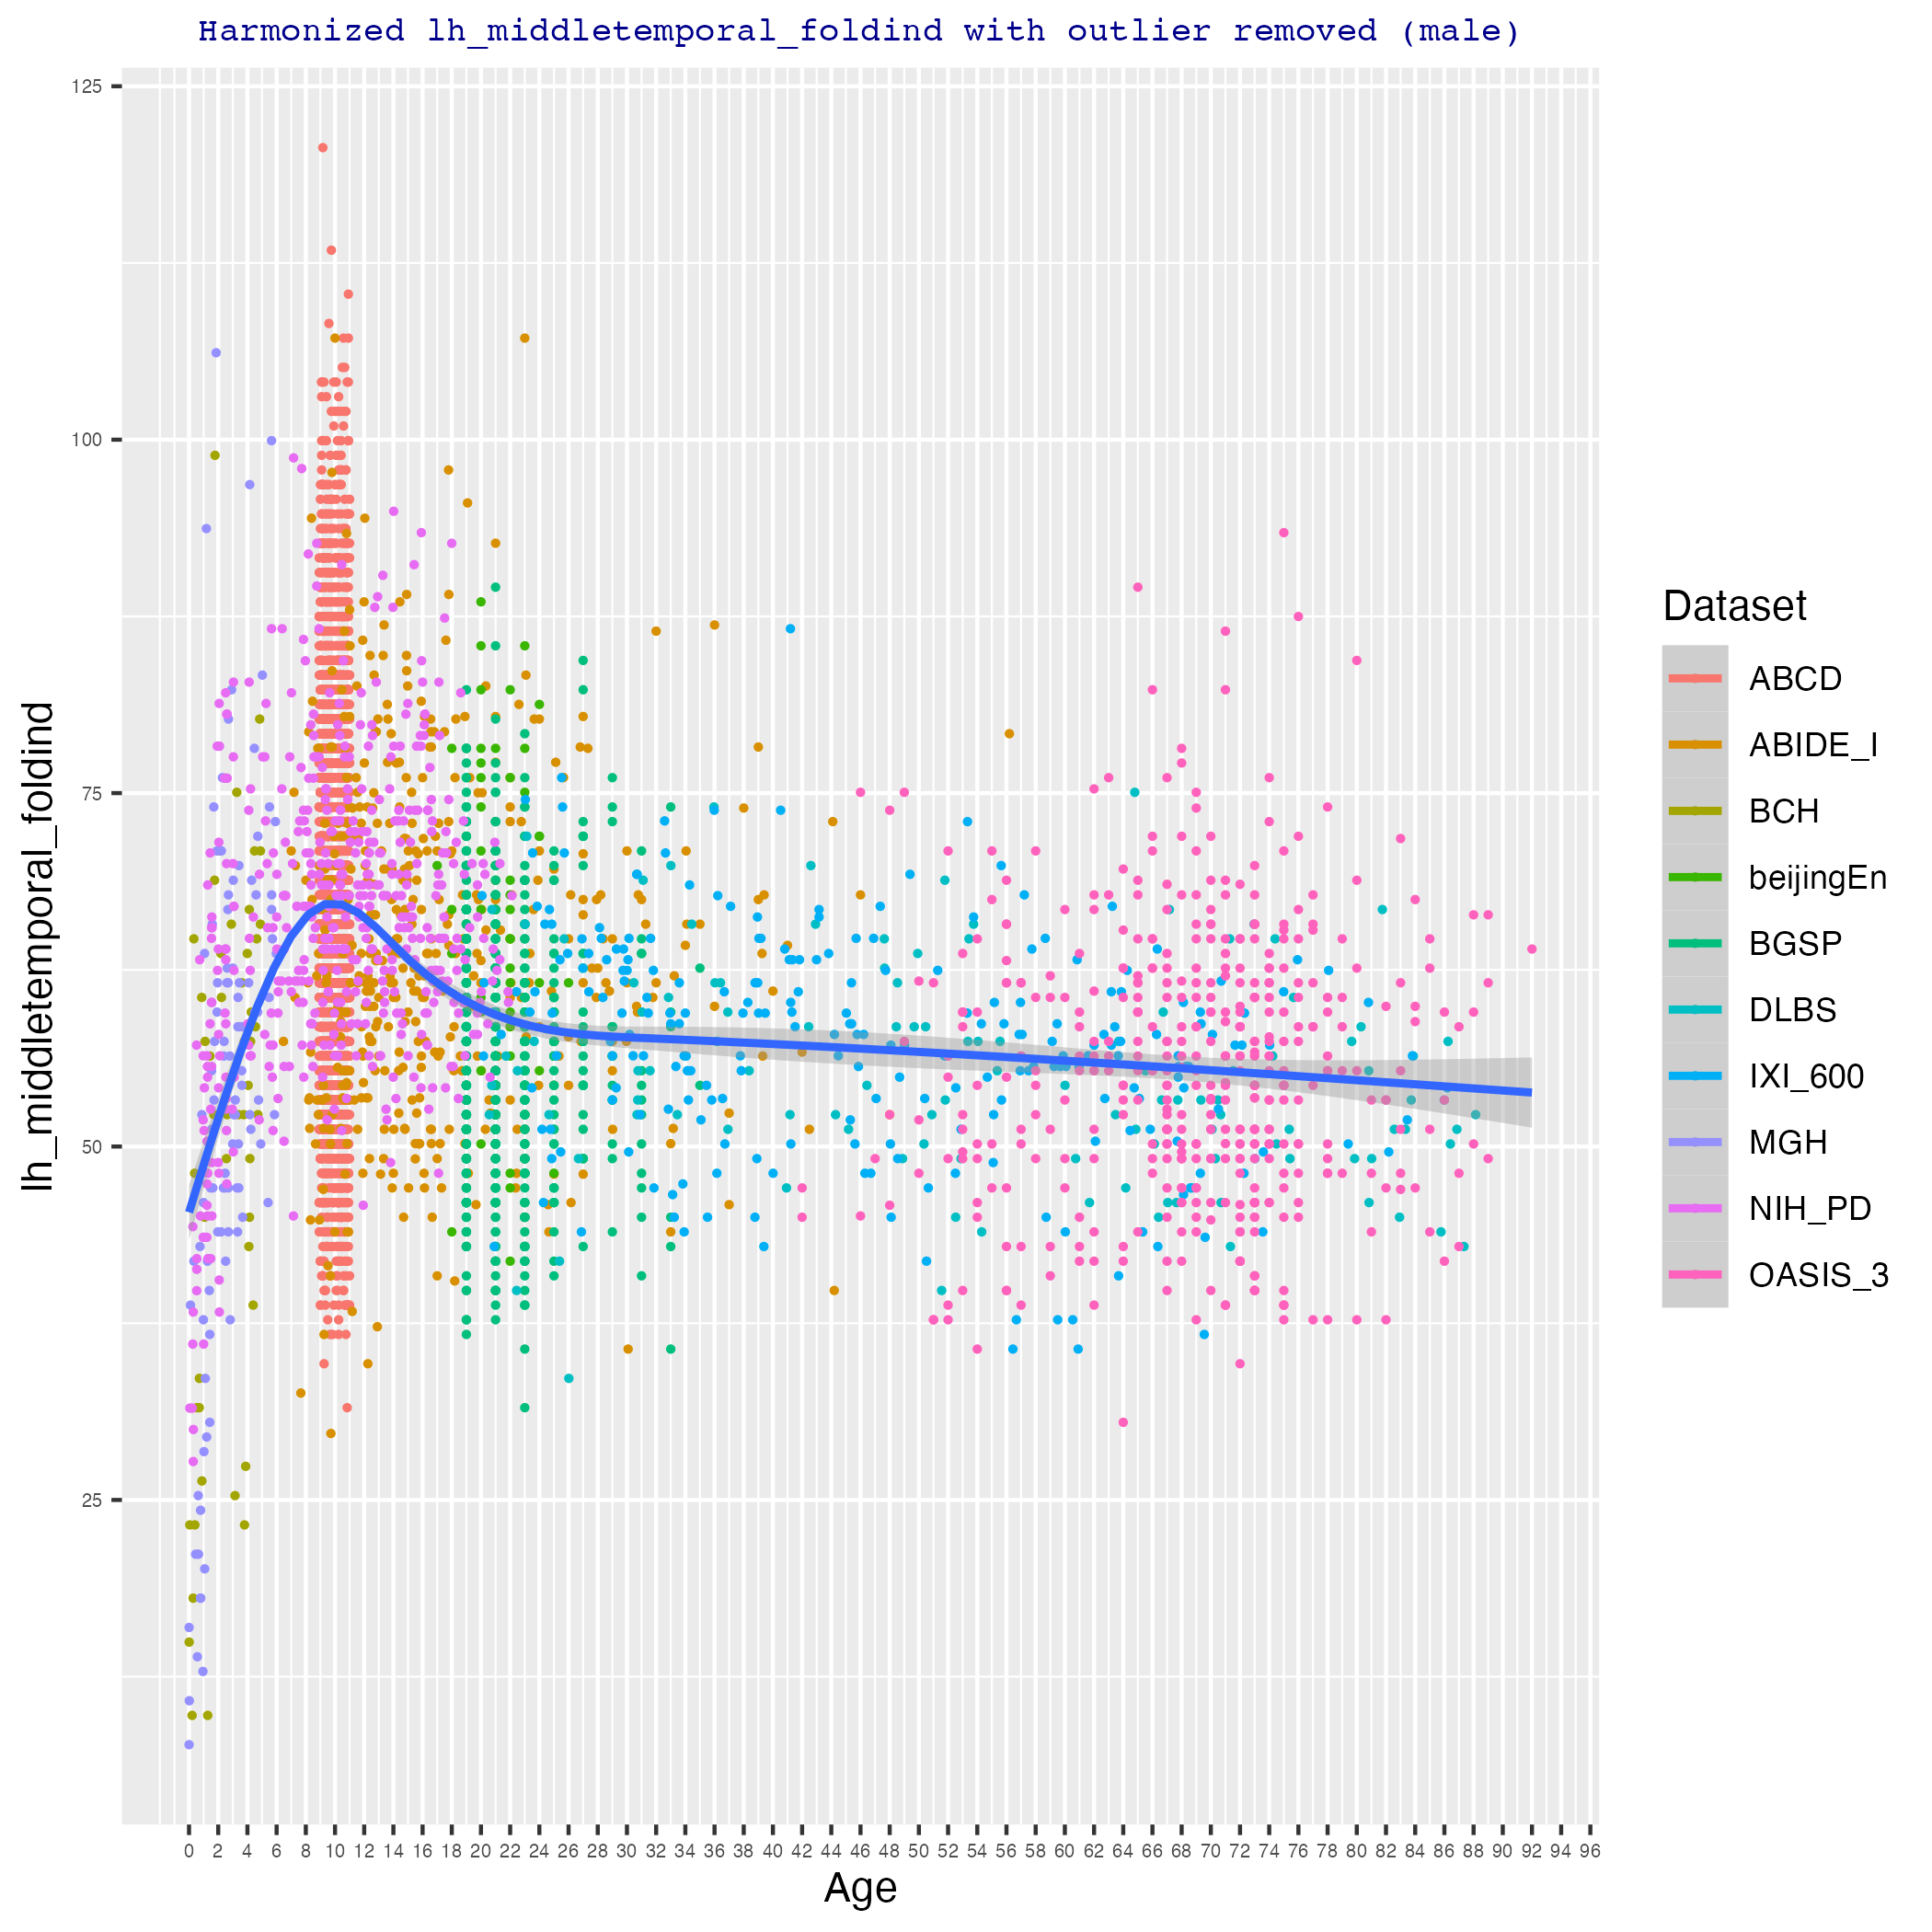 Harmonized lh_middletemporal_foldind with outlier removed (male)
125
100
75
50
25
lh_middletemporal_foldind
0 2 4 6 8 10 12 14 16 18 20 22 24 26 28 30 32 34 36 38 40 42 44 46 48 50 52 54 56 58 60 62 64 66 68 70 72 74 76 78 80 82 84 86 88 90 92 94 96
Age
Dataset
ABCD
ABIDE_I
BCH
beijingEn
BGSP
DLBS
IXI_600
MGH
NIH_PD
OASIS_3